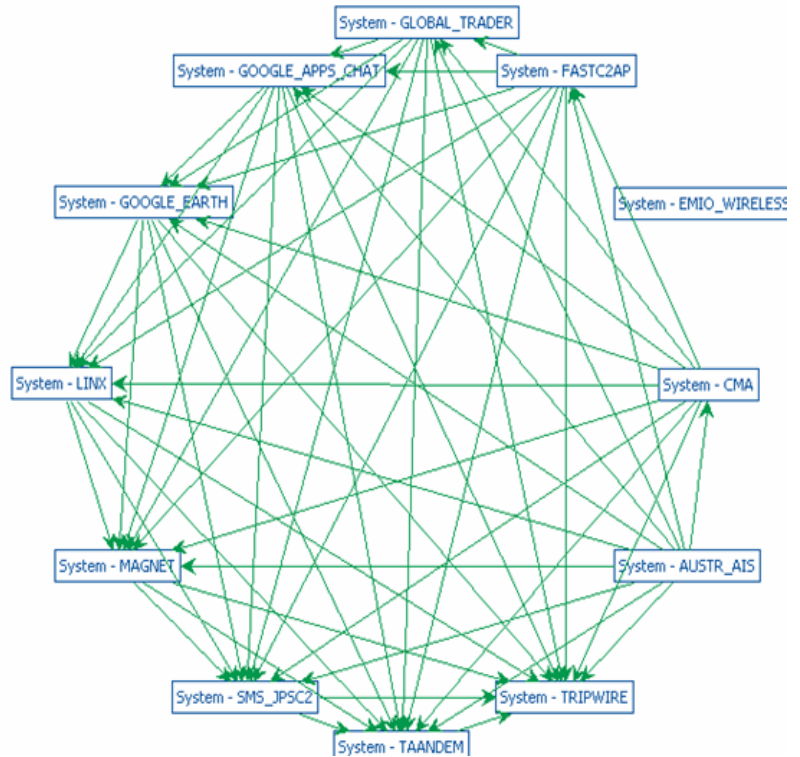 System - GLOBAL_TRADER
System - GOOGLE_APPS_CHAT
System - FASTC2AP
System - GOOGLE_EARTH
System - EMIO_WIRELESS
System - LINX
System - CMA
System - MAGNET
System - AUSTR_AIS
System - SMS_JPSC2
System - TRIPWIRE
System - TAANDEM